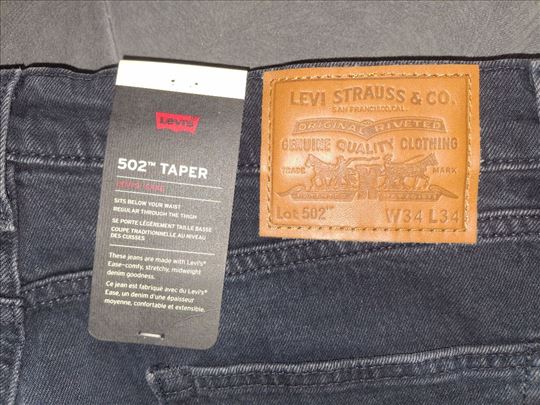 Levi's
502™ TAPER
SITS BELOW YOUR WAIST
REGULAR THROUGH THE THIGH
SE PORTE LÉGÈREMENT TAILLE BASSE
COUPE TRADITIONNELLE AU NIVEAU
DES CUISSES
These jeans are made with Levi's®
Ease–comfy, stretchy, midweight
denim goodness.
Ce jean est fabriqué avec du Levi's®
Ease, un denim d'une épaisseur
moyenne, confortable et extensible.
LEVI STRAUSS & CO.
SAN FRANCISCO, CAL.
ORIGINAL RIVETED
GENUINE QUALITY CLOTHING
TRADE MARK
Lot 502™ W34 L34